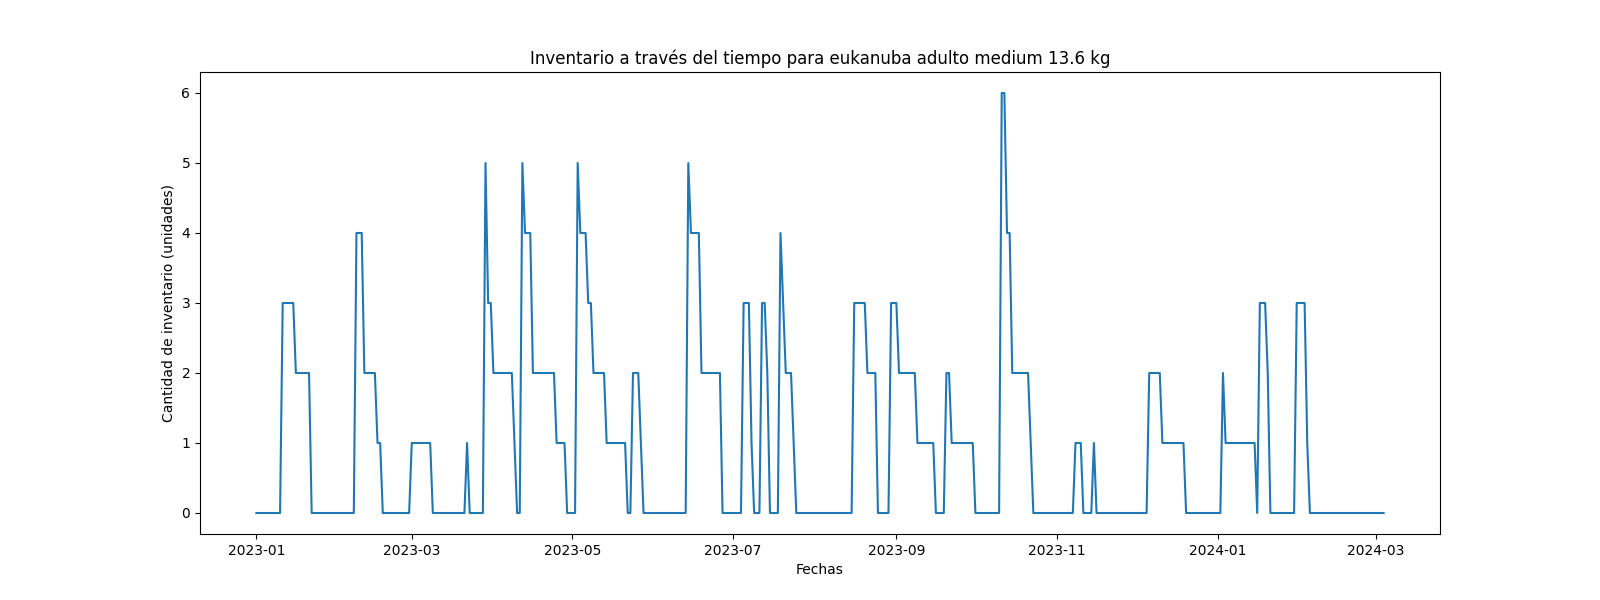 Inventario a través del tiempo para eukanuba adulto medium 13.6 kg
Cantidad de inventario (unidades)
6
5
4
3
2
1
0
2023-01 2023-03 2023-05 2023-07 2023-09 2023-11 2024-01 2024-03
Fechas